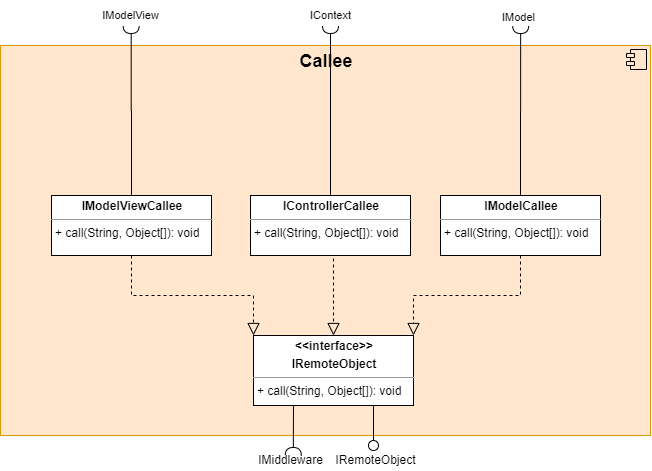 IModelView
IContext
IModel
Callee
IModelViewCallee
+ call(String, Object[]): void
IControllerCallee
+ call(String, Object[]): void
IModelCallee
+ call(String, Object[]): void
<<interface>>
IRemoteObject
+ call(String, Object[]): void
IMiddleware
IRemoteObject